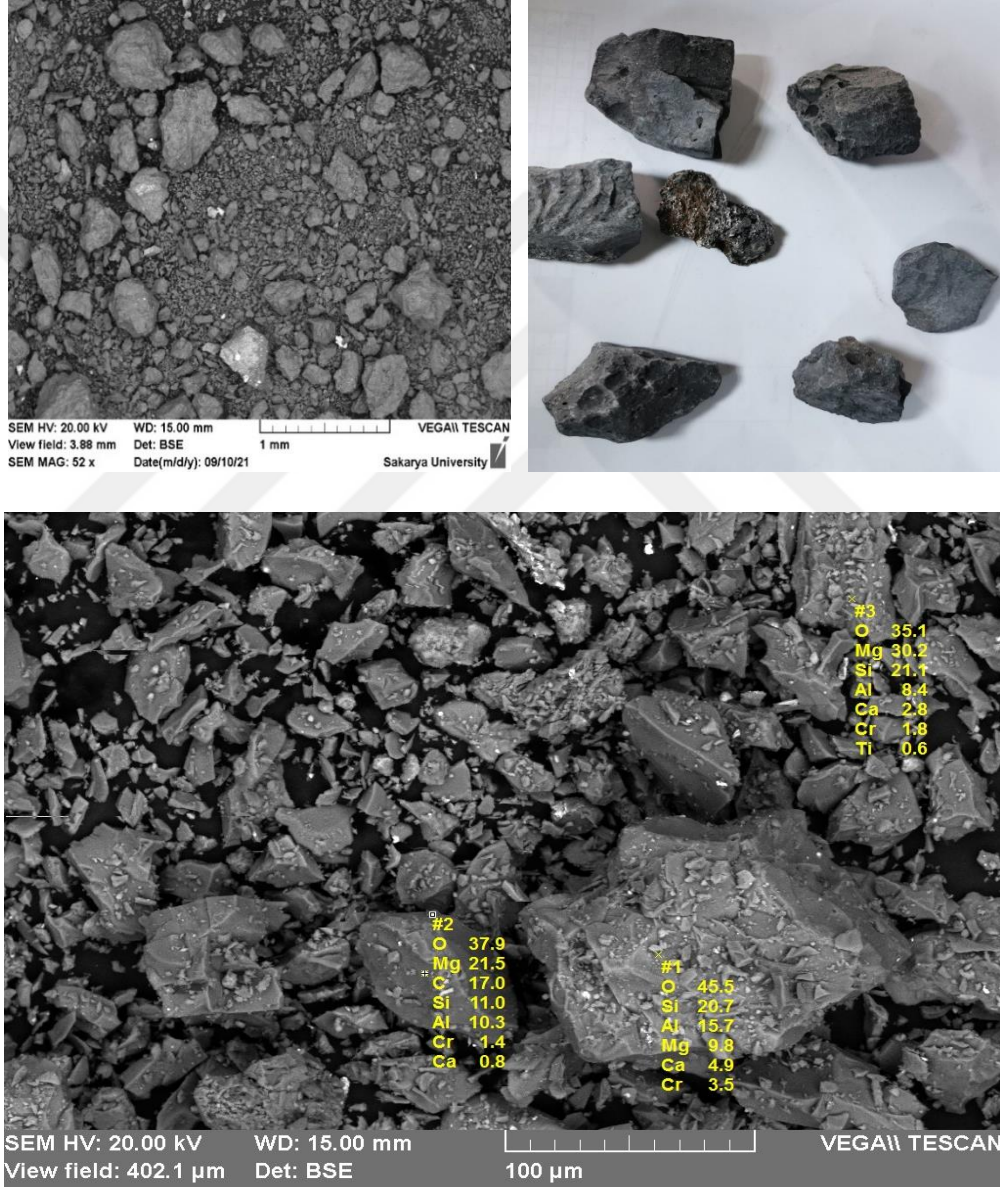 SEM HV: 20.00 kV WD: 15.00 mm VEGA\\ TESCAN
View field: 3.88 mm Det: BSE 1 mm
SEM MAG: 52 x Date(m/d/y): 09/10/21 Sakarya University
#3
O 35.1
Mg 30.2
Si 21.1
Al 8.4
Ca 2.8
Cr 1.8
Ti 0.6
#2
O 37.9
Mg 21.5
C 17.0
Si 11.0
Al 10.3
Cr 1.4
Ca 0.8
#1
O 45.5
Si 20.7
Al 15.7
Mg 9.8
Ca 4.9
Cr 3.5
SEM HV: 20.00 kV WD: 15.00 mm VEGA\\ TESCAN
View field: 402.1 µm Det: BSE 100 µm